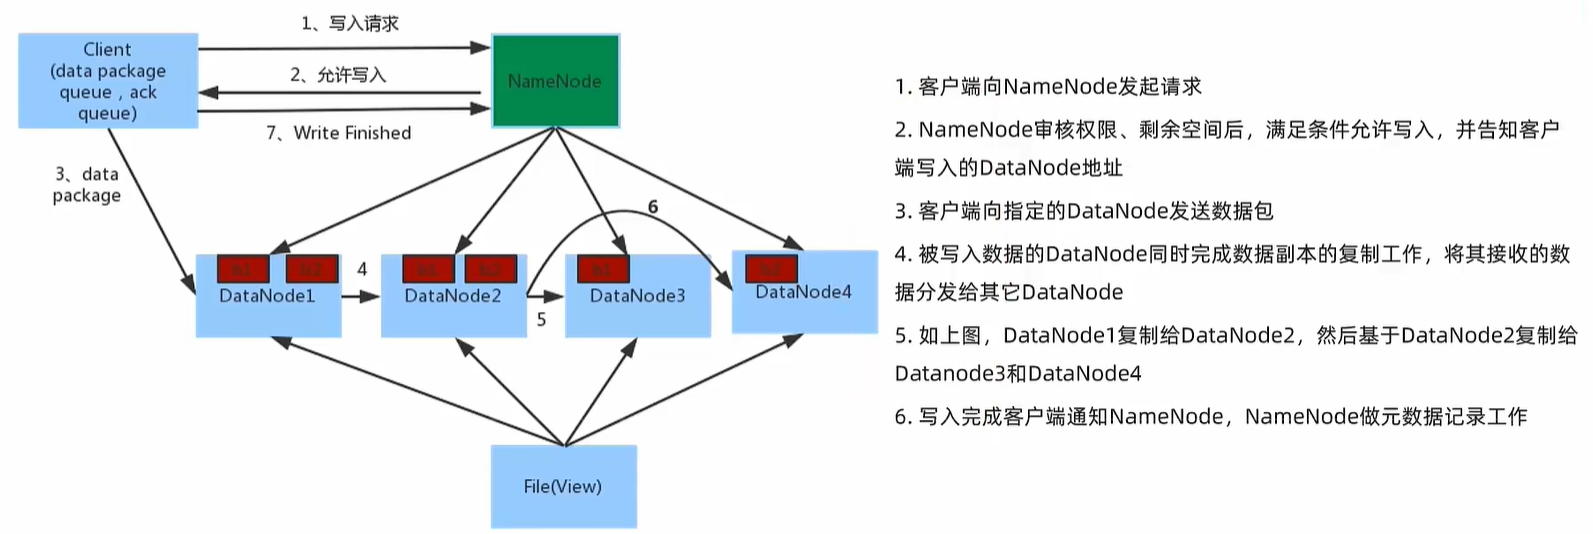 1、写入请求
Client
(data package
queue , ack
queue)
2、允许写入
NameNode
7、Write Finished
3、data
package
6
b1
b2
b1
b2
b1
b2
4
DataNode1
DataNode2
DataNode3
DataNode4
5
File(View)
1. 客户端向NameNode发起请求
2. NameNode审核权限、剩余空间后，满足条件允许写入，并告知客户
端写入的DataNode地址
3. 客户端向指定的DataNode发送数据包
4. 被写入数据的DataNode同时完成数据副本的复制工作，将其接收的数
据分发给其它DataNode
5. 如上图，DataNode1复制给DataNode2，然后基于DataNode2复制给
Datanode3和DataNode4
6. 写入完成客户端通知NameNode，NameNode做元数据记录工作